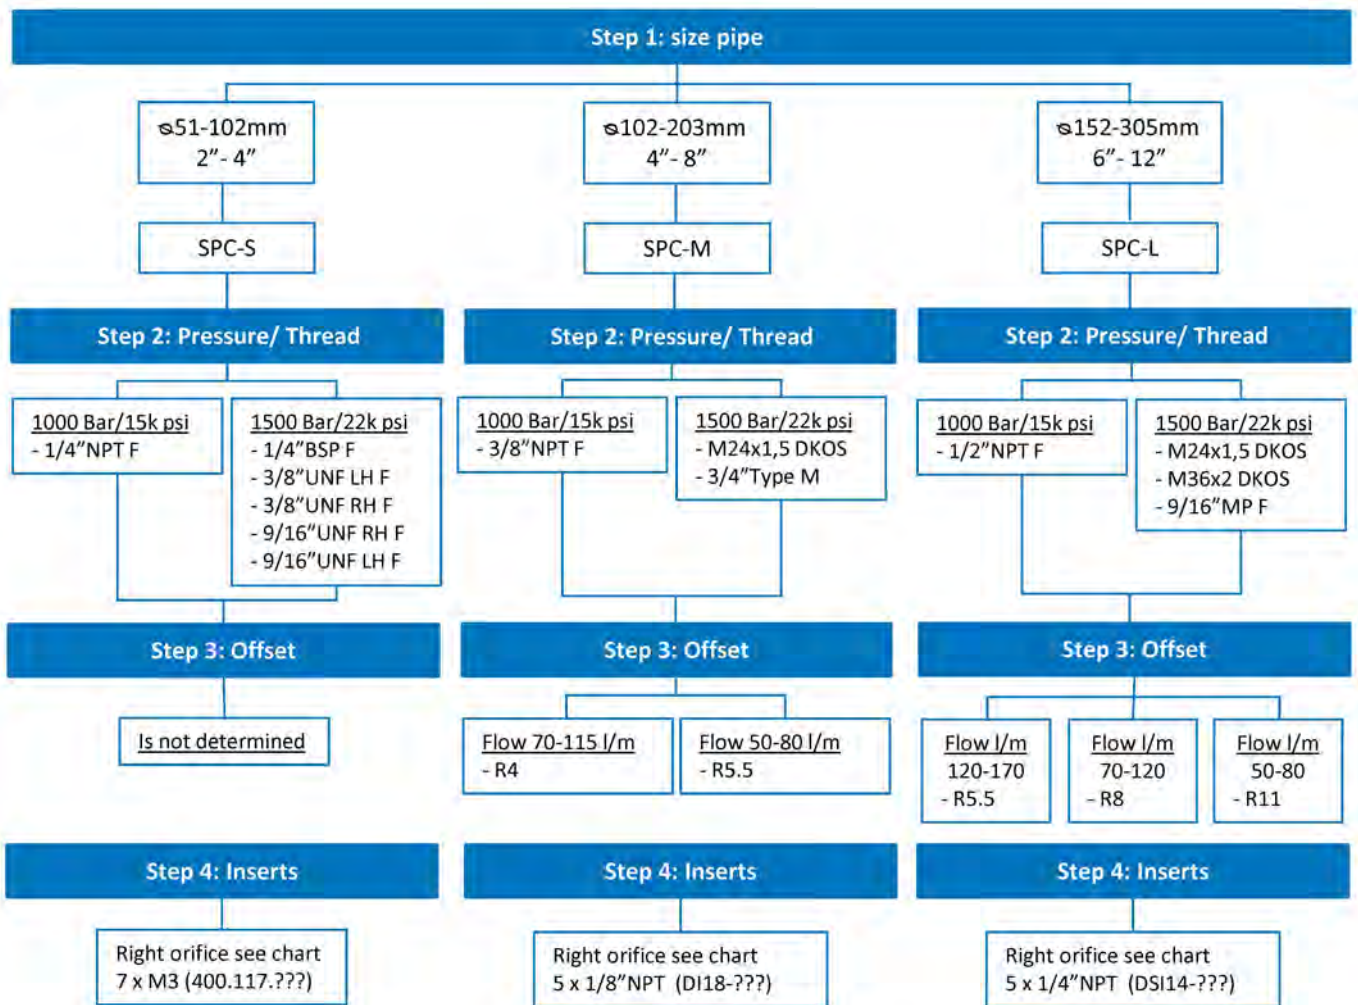 Step 1: size pipe
⌀51-102mm
2”- 4”
⌀102-203mm
4”- 8”
⌀152-305mm
6”- 12”
SPC-S
SPC-M
SPC-L
Step 2: Pressure/ Thread
Step 2: Pressure/ Thread
Step 2: Pressure/ Thread
1000 Bar/15k psi
- 1/4”NPT F
1500 Bar/22k psi
- 1/4”BSP F
- 3/8”UNF LH F
- 3/8”UNF RH F
- 9/16”UNF RH F
- 9/16”UNF LH F
1000 Bar/15k psi
- 3/8”NPT F
1500 Bar/22k psi
- M24x1,5 DKOS
- 3/4”Type M
1000 Bar/15k psi
- 1/2”NPT F
1500 Bar/22k psi
- M24x1,5 DKOS
- M36x2 DKOS
- 9/16”MP F
Step 3: Offset
Step 3: Offset
Step 3: Offset
Is not determined
Flow 70-115 l/m
- R4
Flow 50-80 l/m
- R5.5
Flow l/m
120-170
- R5.5
Flow l/m
70-120
- R8
Flow l/m
50-80
- R11
Step 4: Inserts
Step 4: Inserts
Step 4: Inserts
Right orifice see chart
7 x M3 (400.117.???)
Right orifice see chart
5 x 1/8”NPT (DI18-???)
Right orifice see chart
5 x 1/4”NPT (DSI14-???)